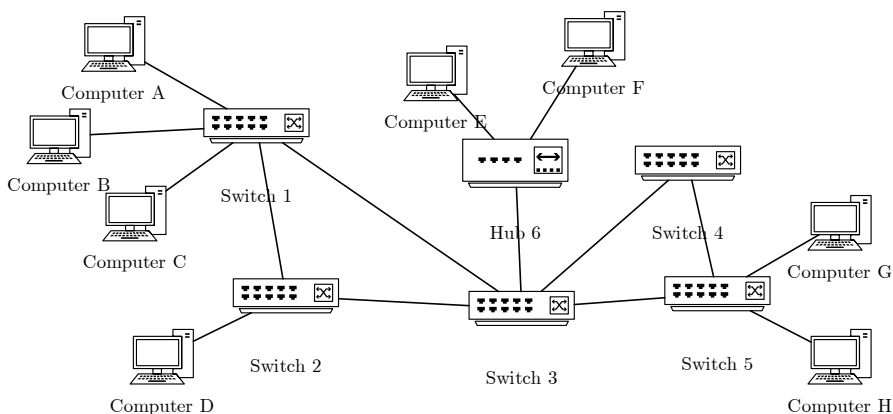 Computer A
Computer F
Computer E
Computer B
Switch 1
Hub 6
Switch 4
Computer C
Computer G
Switch 2
Switch 5
Switch 3
Computer D
Computer H